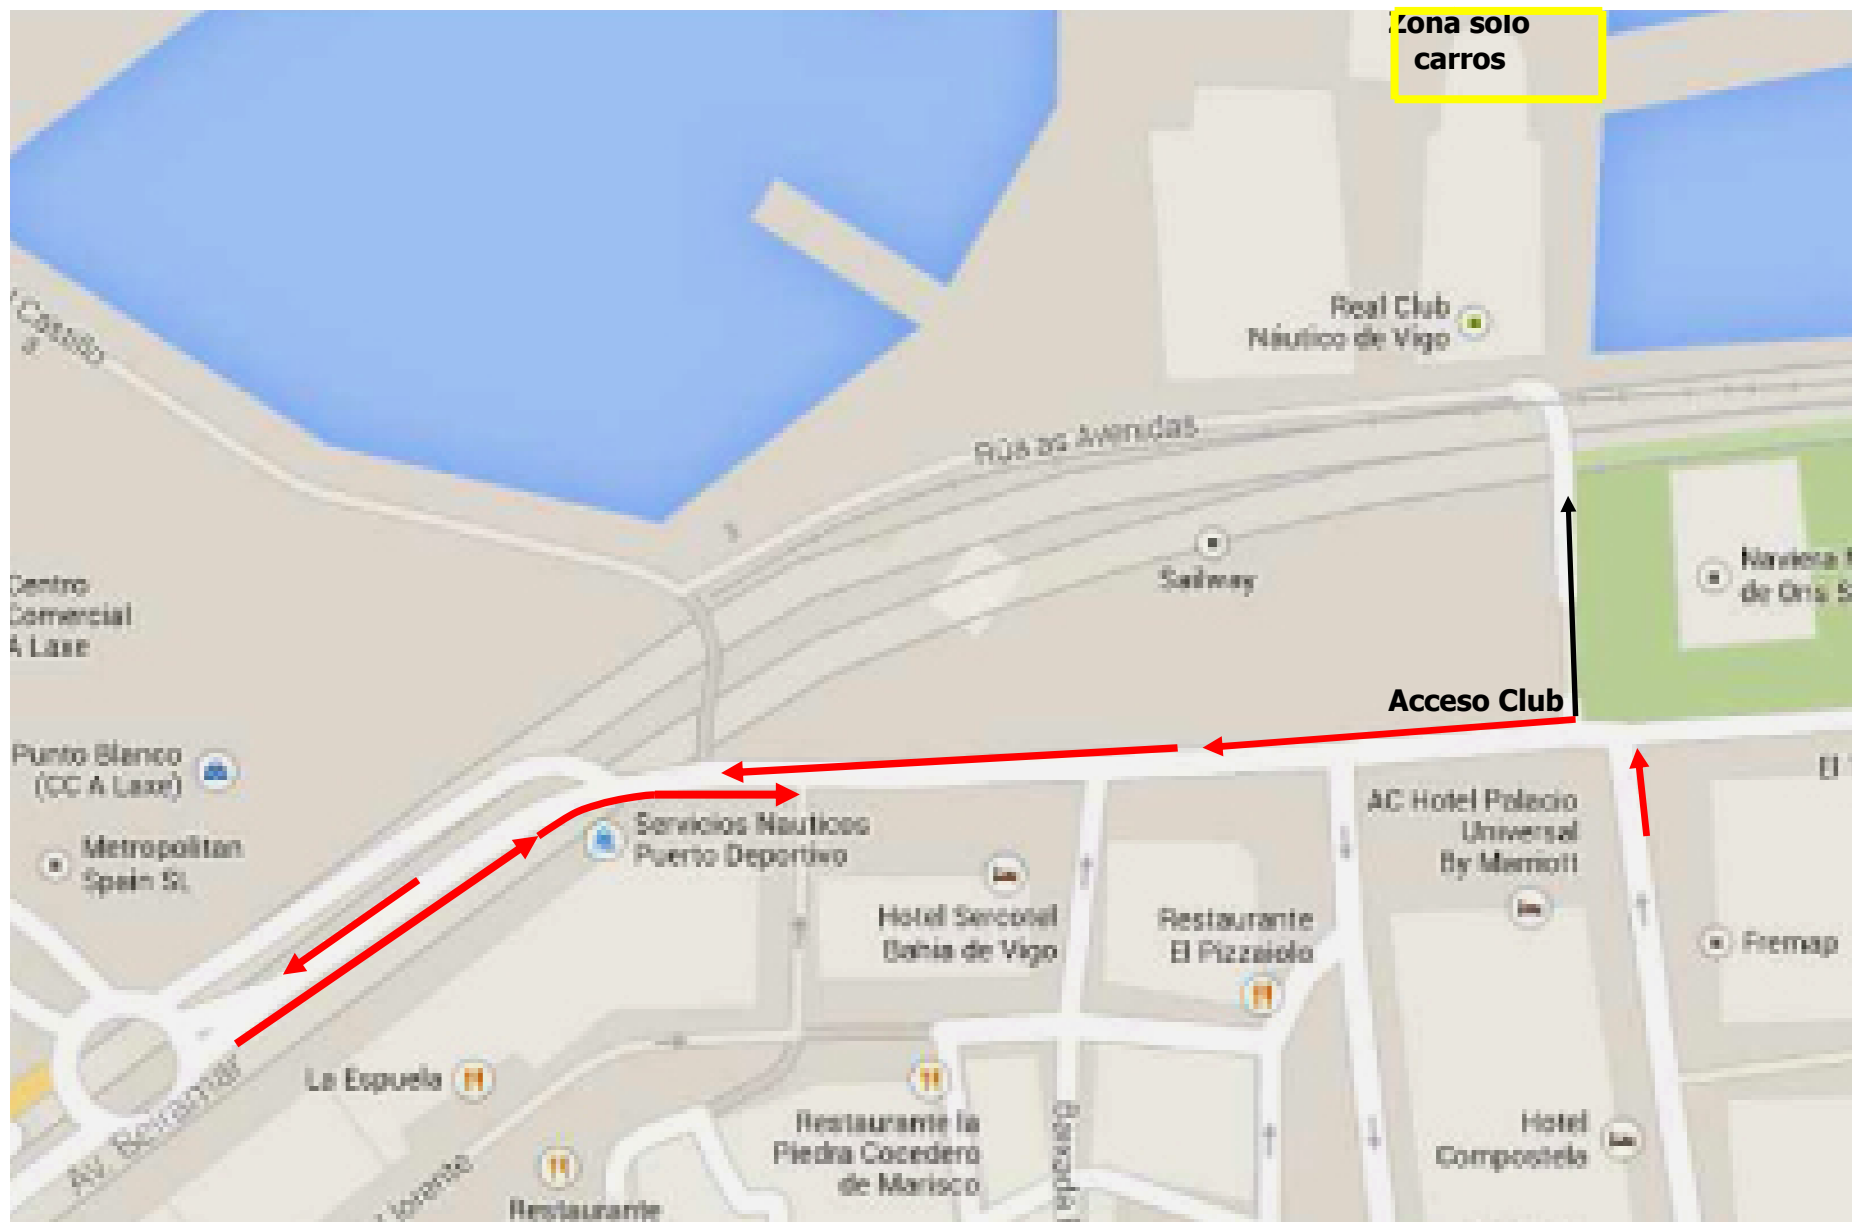 Zona solo
carros
Castillo
Real Club
Náutico de Vigo
Rúa as Avenidas
Sailway
Naviera
de Ons
Centro
Comercial
A Laxe
Acceso Club
Punto Blanco
(CC A Laxe)
El
AC Hotel Palacio
Universal
By Marriott
Servicios Nauticos
Puerto Deportivo
Metropolitan
Spain SL
Hotel Sercotel
Bahia de Vigo
Restaurante
El Pizzaiolo
Fremap
La Espuela
Av. Beiramar
Restaurante la
Piedra Cocedero
de Marisco
Hotel
Compostela
Llorente
Restaurante